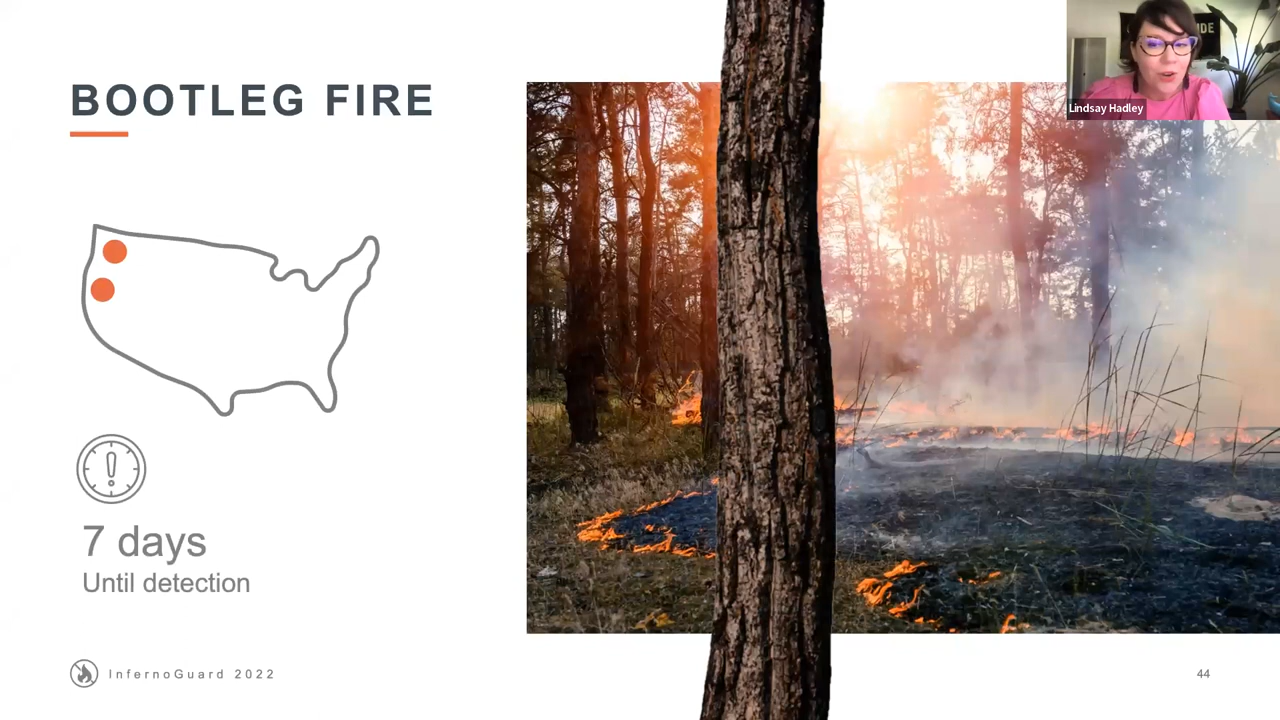 BOOTLEG FIRE
Lindsay Hadley
7 days
Until detection
InfernoGuard 2022
44